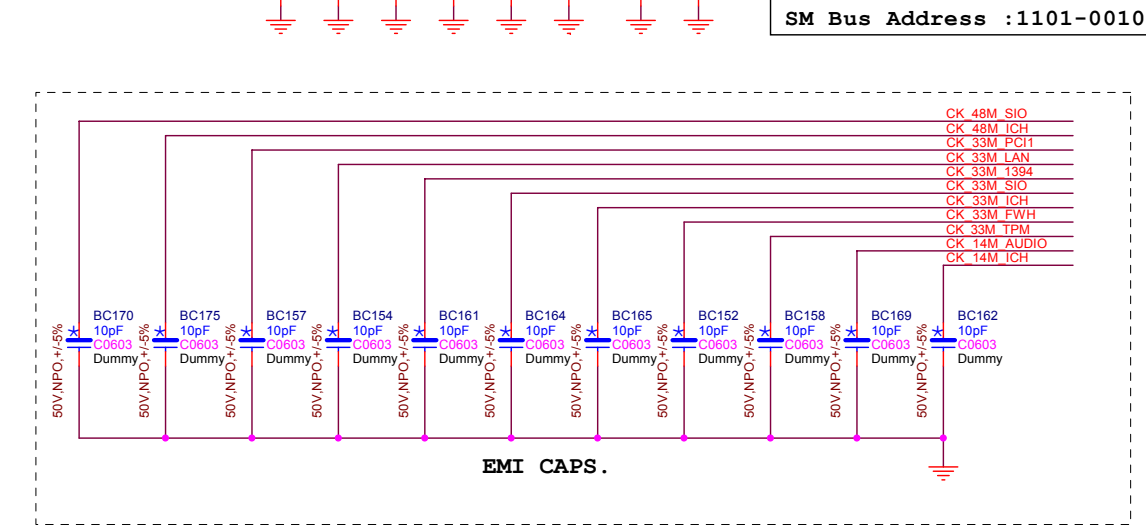 SM Bus Address :1101-0010
CK_48M_SIO
CK_48M_ICH
CK_33M_PCI1
CK_33M_LAN
CK_33M_1394
CK_33M_SIO
CK_33M_ICH
CK_33M_FWH
CK_33M_TPM
CK_14M_AUDIO
CK_14M_ICH
BC170
10pF
C0603
Dummy
50V,NPO,+/-5%
BC175
10pF
C0603
Dummy
50V,NPO,+/-5%
BC157
10pF
C0603
Dummy
50V,NPO,+/-5%
BC154
10pF
C0603
Dummy
50V,NPO,+/-5%
BC161
10pF
C0603
Dummy
50V,NPO,+/-5%
BC164
10pF
C0603
Dummy
50V,NPO,+/-5%
BC165
10pF
C0603
Dummy
50V,NPO,+/-5%
BC152
10pF
C0603
Dummy
50V,NPO,+/-5%
BC158
10pF
C0603
Dummy
50V,NPO,+/-5%
BC169
10pF
C0603
Dummy
50V,NPO,+/-5%
BC162
10pF
C0603
Dummy
50V,NPO,+/-5%
EMI CAPS.